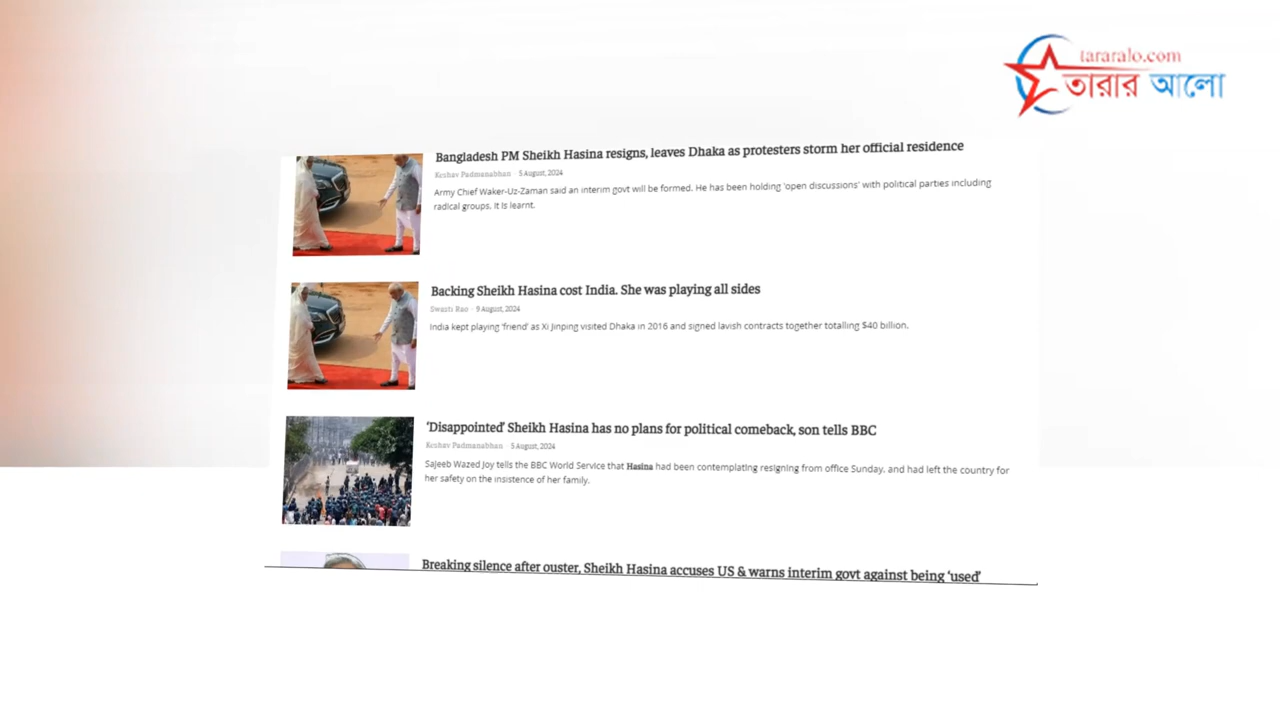 tararalo.com
তারার আলো
Bangladesh PM Sheikh Hasina resigns, leaves Dhaka as protesters storm her official residence
Keshav Padmanabhan - 5 August, 2024
Army Chief Waker-Uz-Zaman said an interim govt will be formed. He has been holding 'open discussions' with political parties including
radical groups, it is learnt.
Backing Sheikh Hasina cost India. She was playing all sides
Swasti Rao - 9 August, 2024
India kept playing 'friend' as Xi Jinping visited Dhaka in 2016 and signed lavish contracts together totalling $40 billion.
'Disappointed' Sheikh Hasina has no plans for political comeback, son tells BBC
Keshav Padmanabhan - 5 August, 2024
Sajeeb Wazed Joy tells the BBC World Service that Hasina had been contemplating resigning from office Sunday, and had left the country for
her safety on the insistence of her family.
Breaking silence after ouster, Sheikh Hasina accuses US & warns interim govt against being 'used'